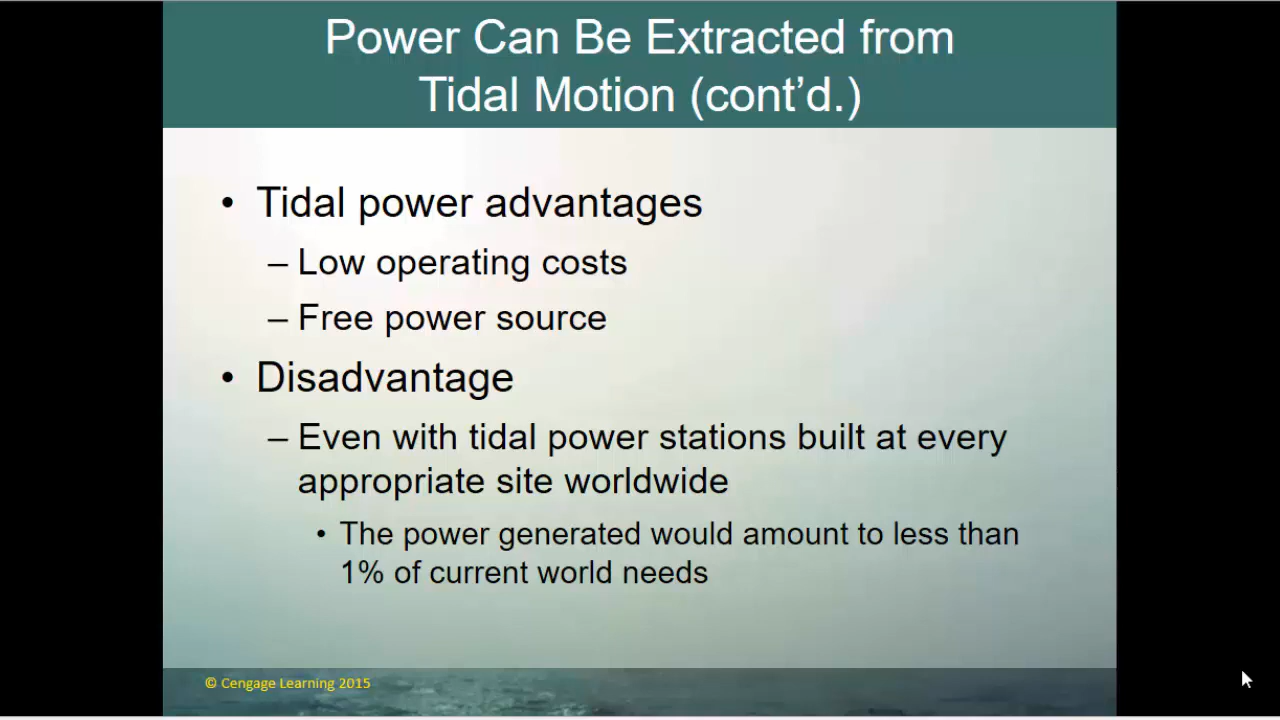 Power Can Be Extracted from
Tidal Motion (cont’d.)
• Tidal power advantages
– Low operating costs
– Free power source
• Disadvantage
– Even with tidal power stations built at every
appropriate site worldwide
• The power generated would amount to less than
1% of current world needs
© Cengage Learning 2015